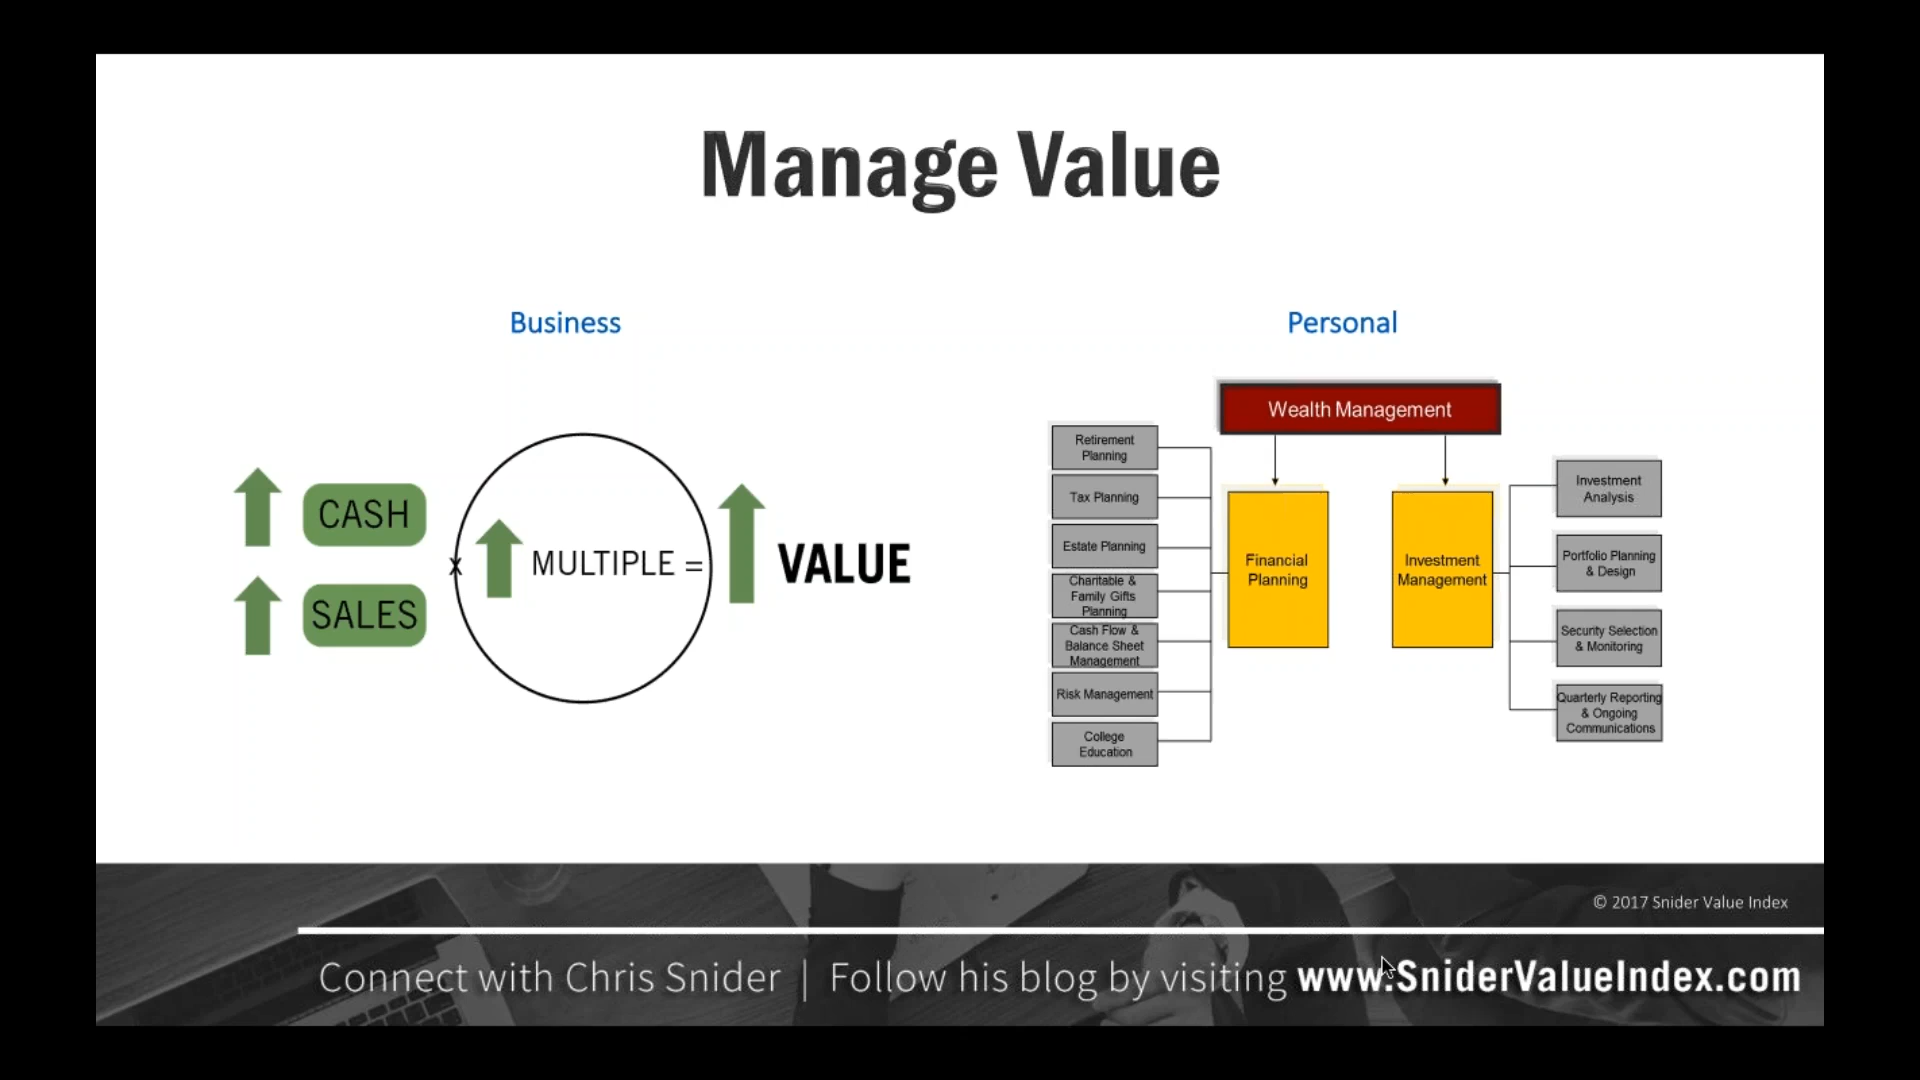 Manage Value
Business
CASH
SALES
x
MULTIPLE =
VALUE
Personal
Wealth Management
Retirement
Planning
Tax Planning
Estate Planning
Charitable &
Family Gifts
Planning
Cash Flow &
Balance Sheet
Management
Risk Management
College
Education
Financial
Planning
Investment
Management
Investment
Analysis
Portfolio Planning
& Design
Security Selection
& Monitoring
Quarterly Reporting
& Ongoing
Communications
© 2017 Snider Value Index
Connect with Chris Snider | Follow his blog by visiting www.SniderValueIndex.com